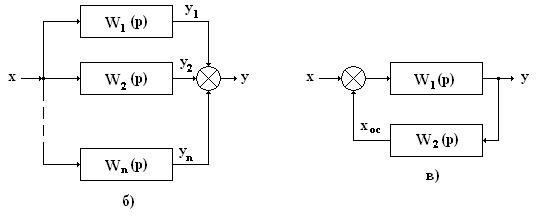 W1 (p) y1
x W2 (p) y2 y
Wn (p) yn
б)
x W1(p) y
xос W2 (p)
в)